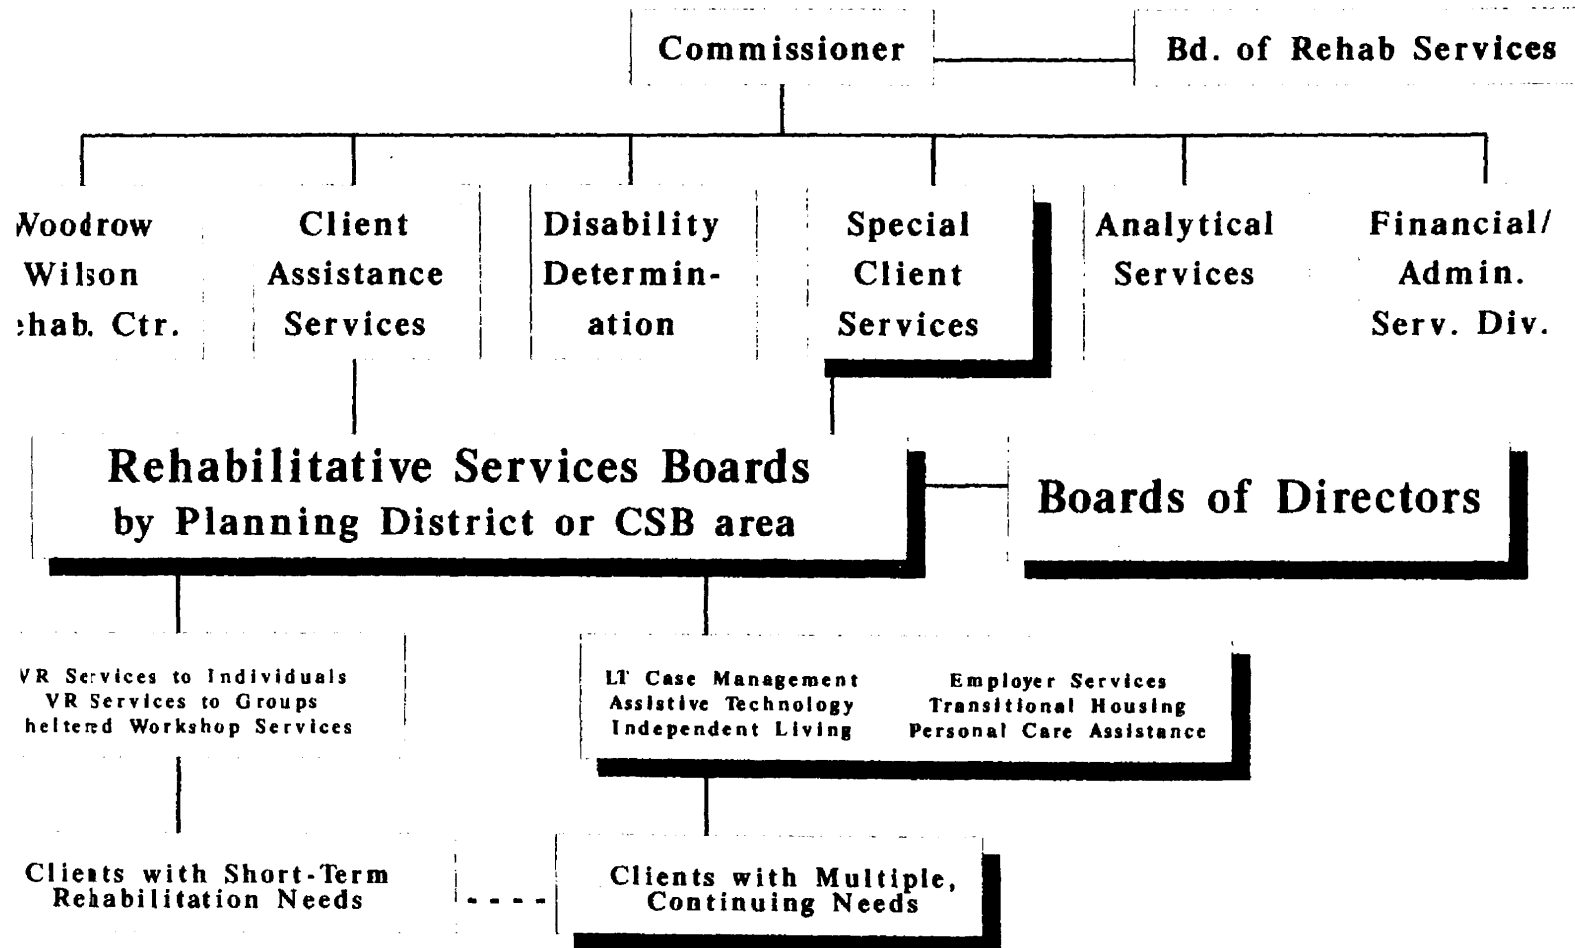 Commissioner
Bd. of Rehab Services
Woodrow
Wilson
ehab. Ctr.
Client
Assistance
Services
Disability
Determin-
ation
Special
Client
Services
Analytical
Services
Financial/
Admin.
Serv. Div.
Rehabilitative Services Boards
by Planning District or CSB area
Boards of Directors
VR Services to Individuals
VR Services to Groups
heltered Workshop Services
LT Case Management
Assistive Technology
Independent Living
Employer Services
Transitional Housing
Personal Care Assistance
Clients with Short-Term
Rehabilitation Needs
Clients with Multiple,
Continuing Needs